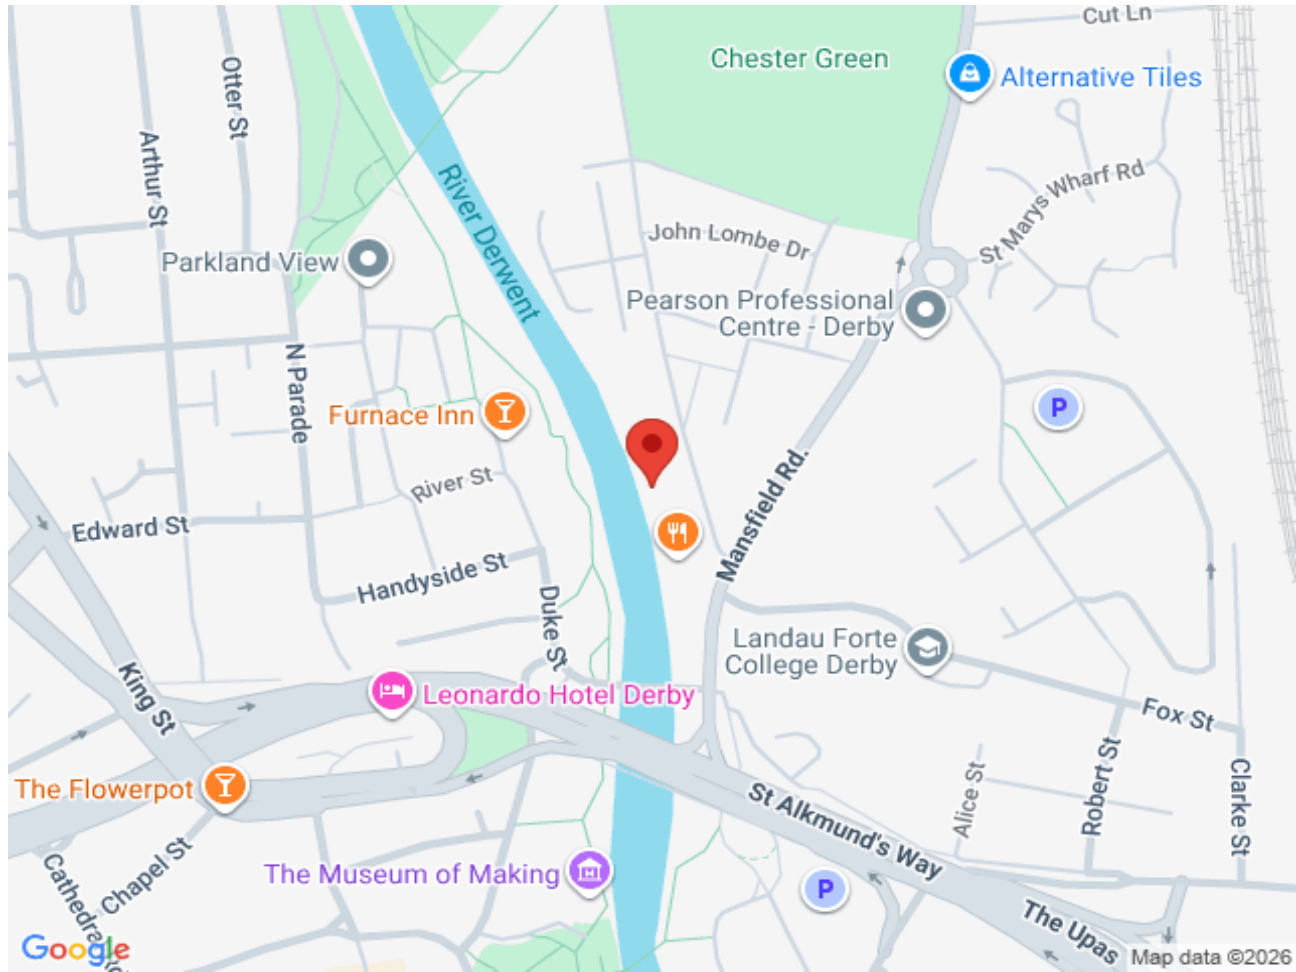 Cut Ln
Chester Green
Alternative Tiles
Otter St
Arthur St
River Derwent
St Marys Wharf Rd
John Lombe Dr
Parkland View
Pearson Professional
Centre - Derby
N Parade
Furnace Inn
P
River St
Mansfield Rd.
Edward St
Handyside St
Duke St
Landau Forte
College Derby
King St
Leonardo Hotel Derby
Fox St
Robert St
Clarke St
Alice St
The Flowerpot
St Alkmund's Way
Chapel St
The Museum of Making
P
Cathedral Rd
The Upas
Google
Map data ©2026